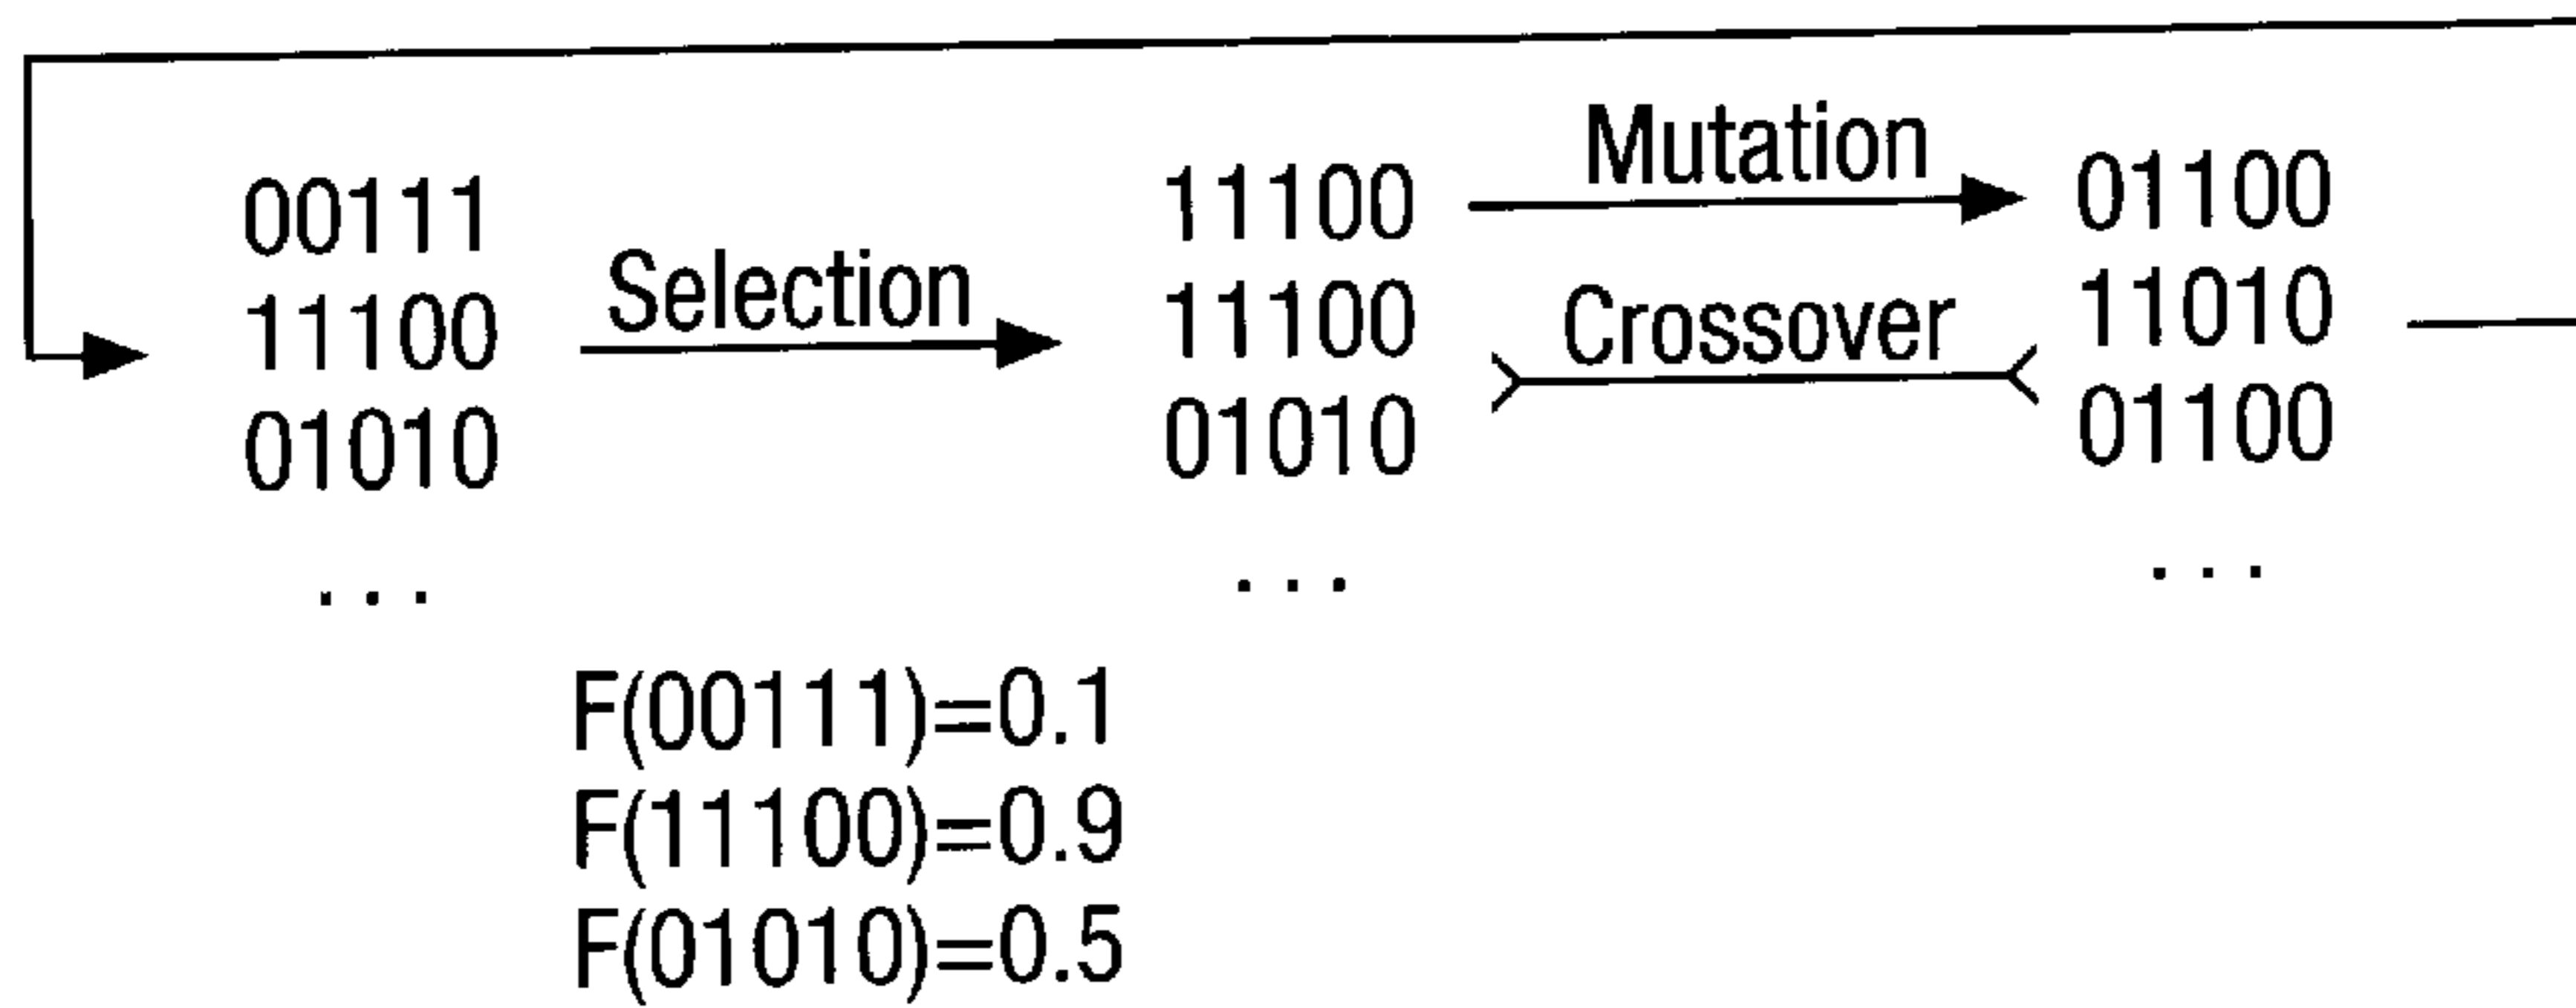 Mutation
00111 11100 01100
Selection
11100 11100 Crossover 11010
01010 01010 01100
... ... ...
F(00111)=0.1
F(11100)=0.9
F(01010)=0.5